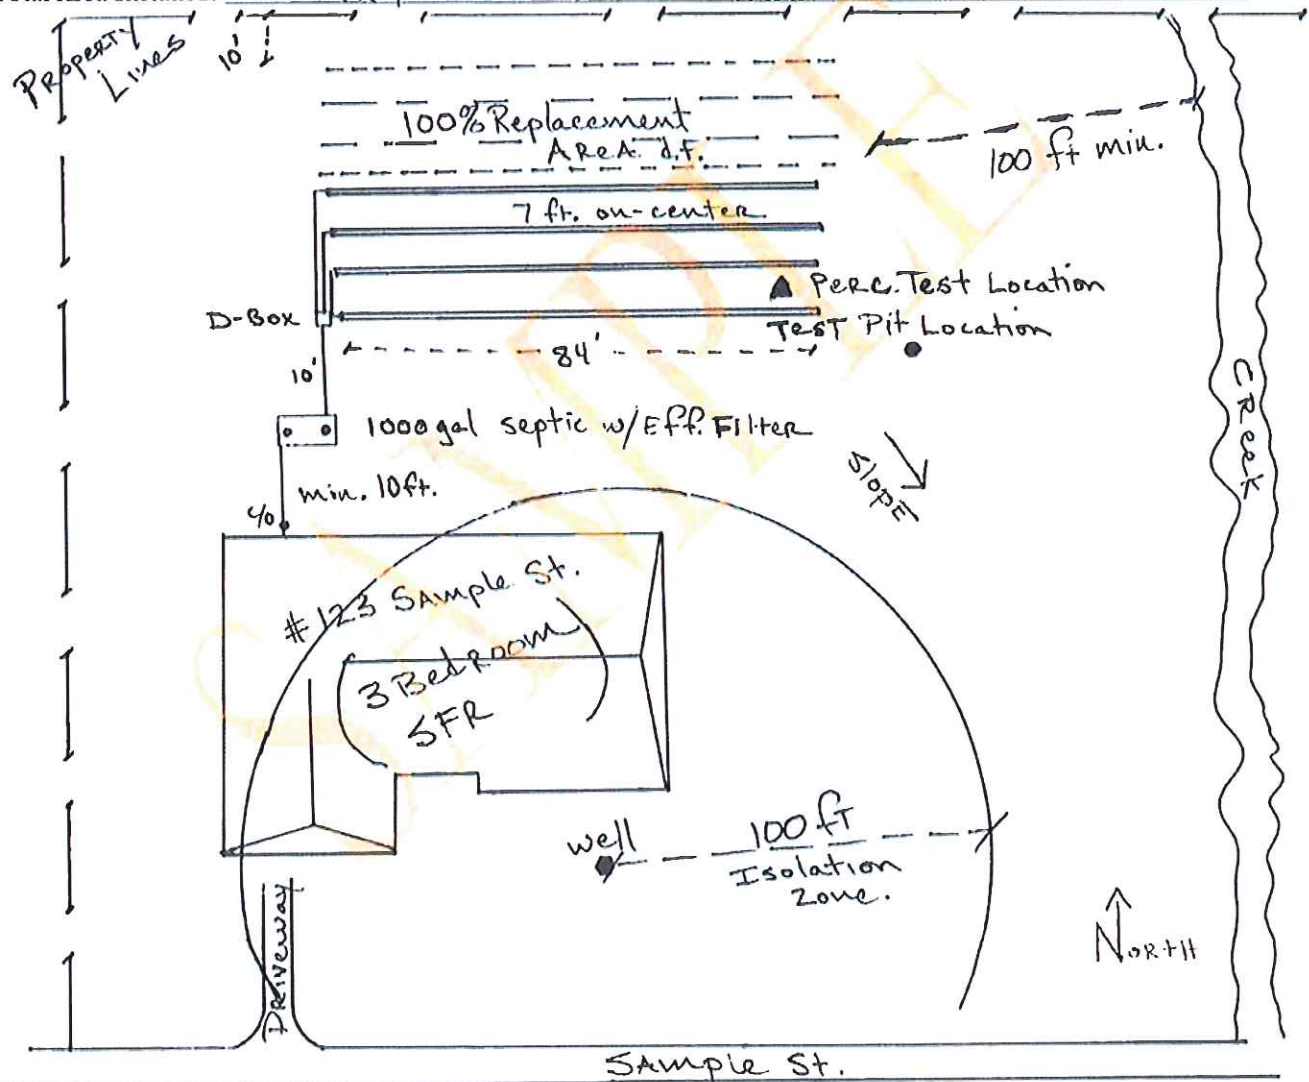 Property
Lines
10'
100% Replacement
Area d.f.
100 ft min.
7 ft. on-center
Perc. Test Location
D-Box
Test Pit Location
84'
10'
Creek
1000 gal septic w/Eff. Filter
Slope
min. 10ft.
c/o
#123 Sample St.
3 Bedroom
SFR
well
100 ft
Isolation
Zone.
North
Driveway
Sample St.
SAMPLE